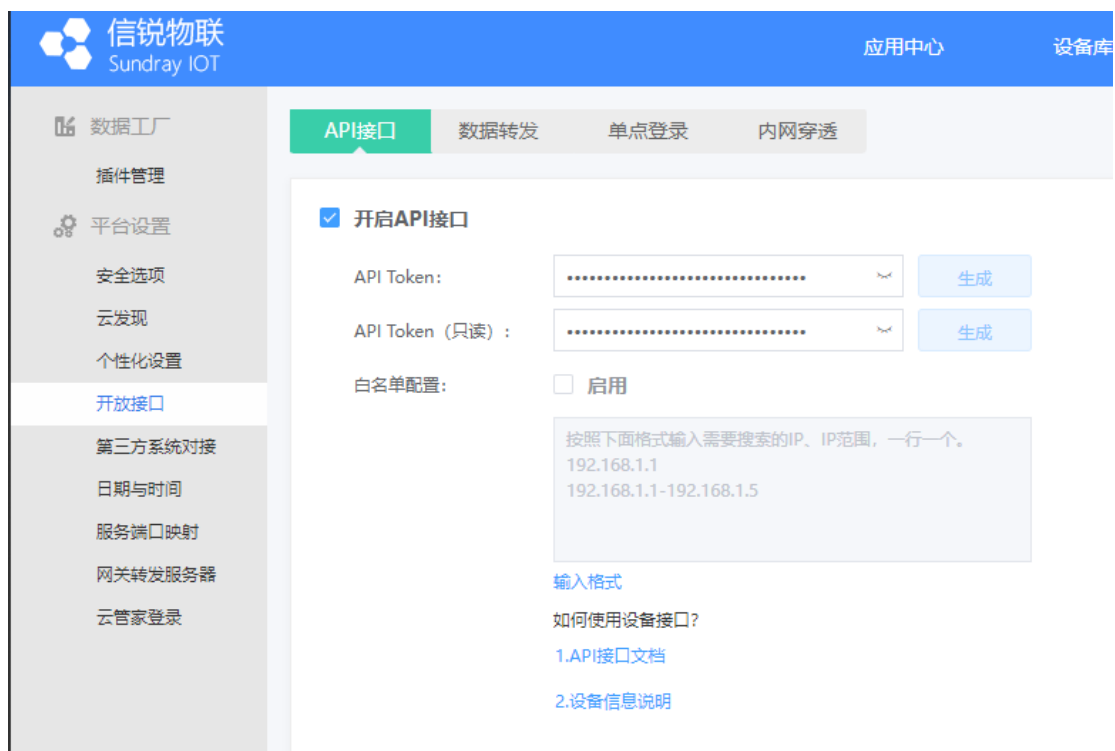 信锐物联
Sundray IOT
应用中心
设备库
数据工厂
插件管理
平台设置
安全选项
云发现
个性化设置
开放接口
第三方系统对接
日期与时间
服务端口映射
网关转发服务器
云管家登录
API接口
数据转发
单点登录
内网穿透
开启API接口
API Token:
生成
API Token（只读）:
生成
白名单配置:
启用
按照下面格式输入需要搜索的IP、IP范围，一行一个。
192.168.1.1
192.168.1.1-192.168.1.5
输入格式
如何使用设备接口?
1.API接口文档
2.设备信息说明